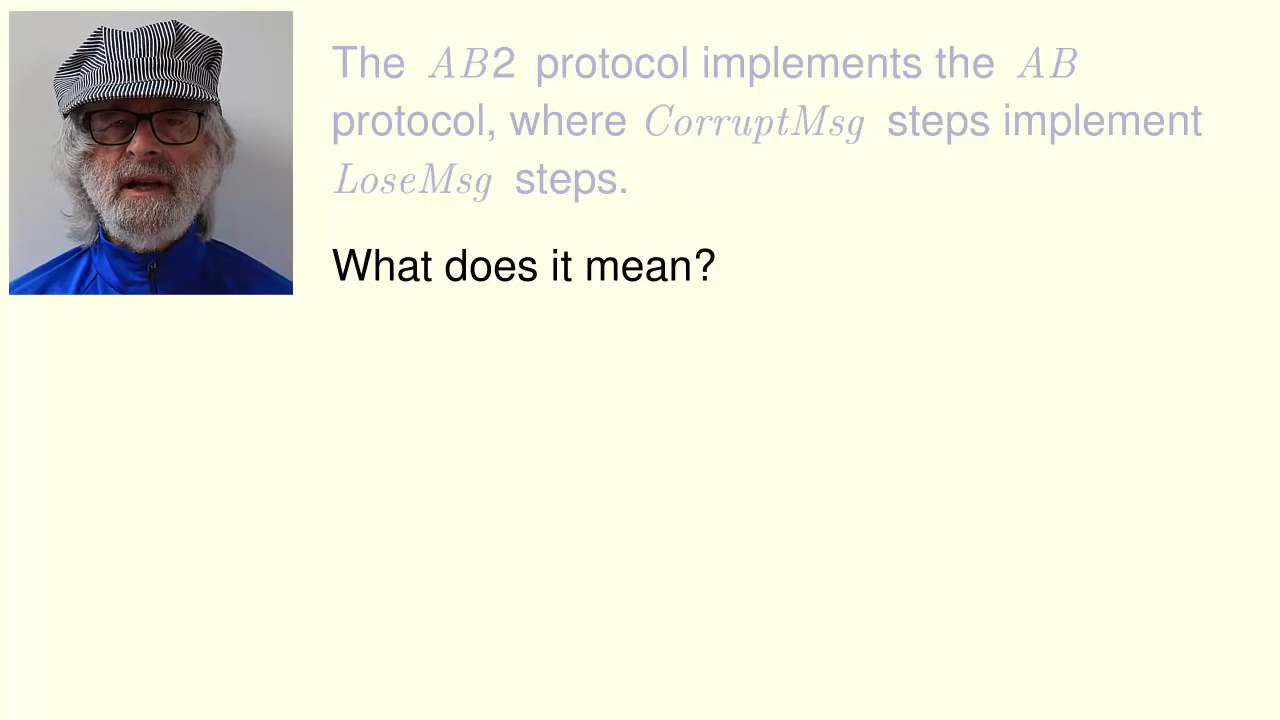 The AB2 protocol implements the AB
protocol, where CorruptMsg steps implement
LoseMsg steps.
What does it mean?